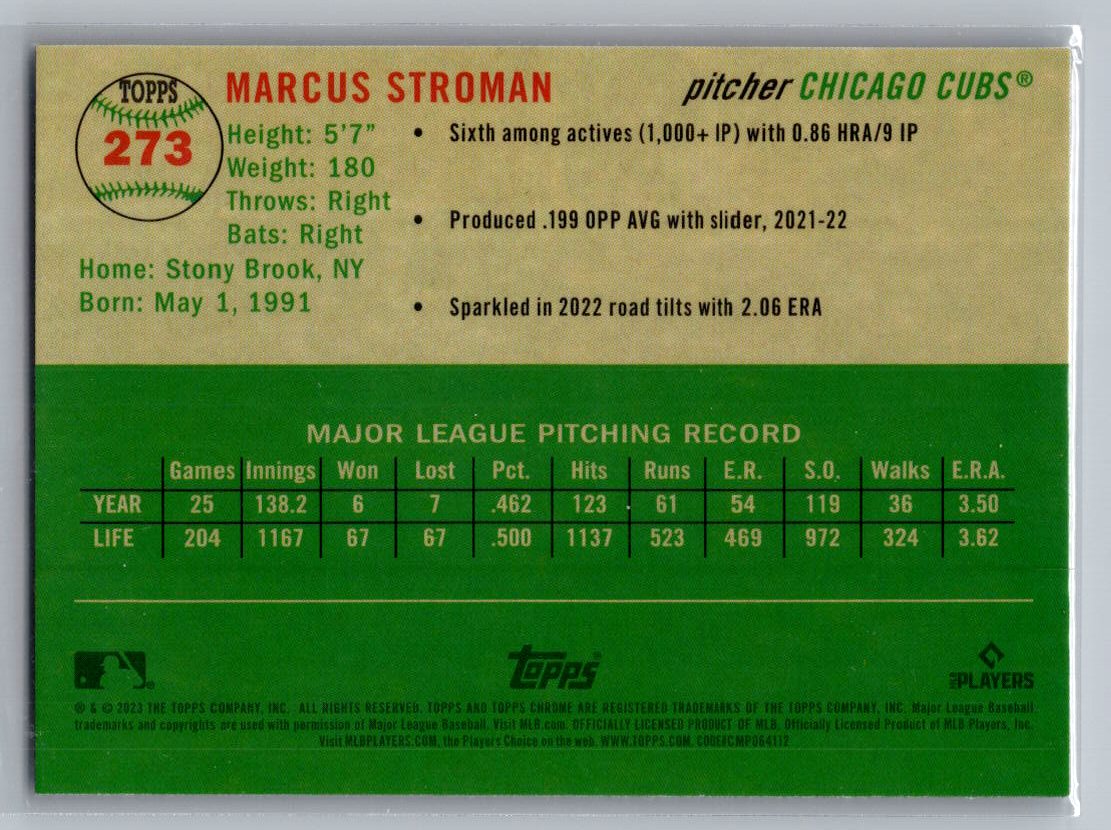 TOPPS
273
MARCUS STROMAN
pitcher CHICAGO CUBS®
Height: 5'7"
Weight: 180
Throws: Right
Bats: Right
Home: Stony Brook, NY
Born: May 1, 1991
• Sixth among actives (1,000+ IP) with 0.86 HRA/9 IP
• Produced .199 OPP AVG with slider, 2021-22
• Sparkled in 2022 road tilts with 2.06 ERA
MAJOR LEAGUE PITCHING RECORD
Games Innings Won Lost Pct. Hits Runs E.R. S.O. Walks E.R.A.
YEAR 25 138.2 6 7 .462 123 61 54 119 36 3.50
LIFE 204 1167 67 67 .500 1137 523 469 972 324 3.62
Topps
PLAYERS
® & © 2023 THE TOPPS COMPANY, INC. ALL RIGHTS RESERVED. TOPPS AND TOPPS CHROME ARE REGISTERED TRADEMARKS OF THE TOPPS COMPANY, INC. Major League Baseball
trademarks and copyrights are used with permission of Major League Baseball. Visit MLB.com. OFFICIALLY LICENSED PRODUCT OF MLB. Officially Licensed Product of MLB Players, Inc.
Visit MLBPLAYERS.COM, the Players Choice on the web. WWW.TOPPS.COM. CODE#CMP064112